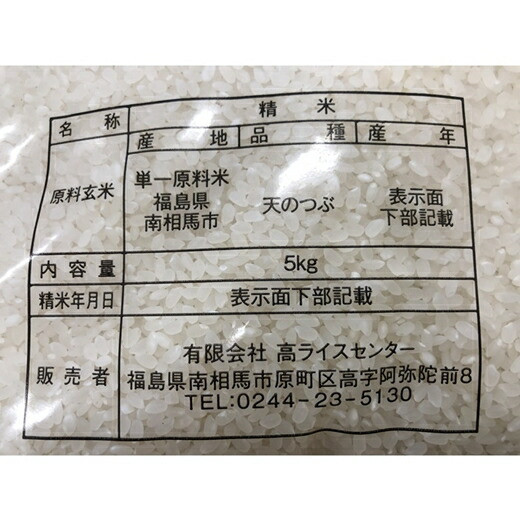 名称 精米
産地 品種 産年
原料玄米 単一原料米 福島県 南相馬市 天のつぶ 表示面 下部記載
内容量 5kg
精米年月日 表示面下部記載
販売者 有限会社 高ライスセンター
福島県南相馬市原町区高字阿弥陀前8
TEL:0244-23-5130